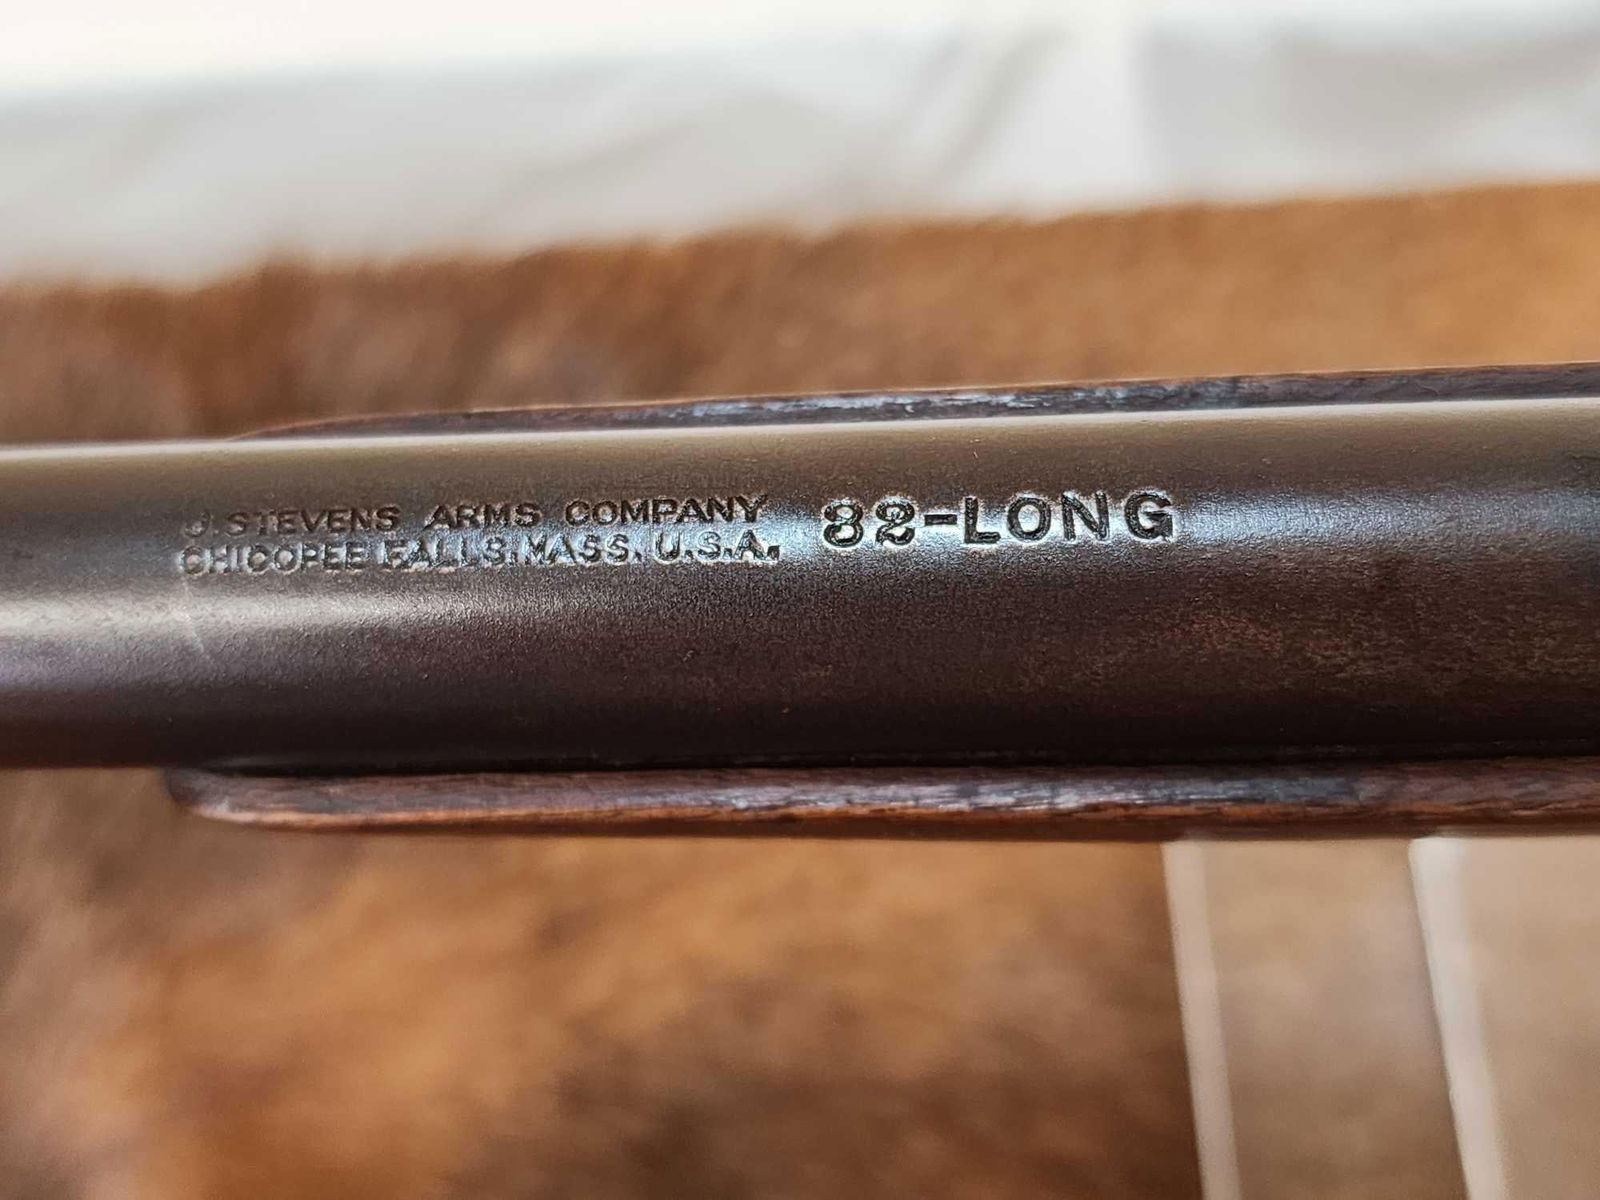 J. STEVENS ARMS COMPANY
CHICOPEE FALLS, MASS. U.S.A.
32-LONG